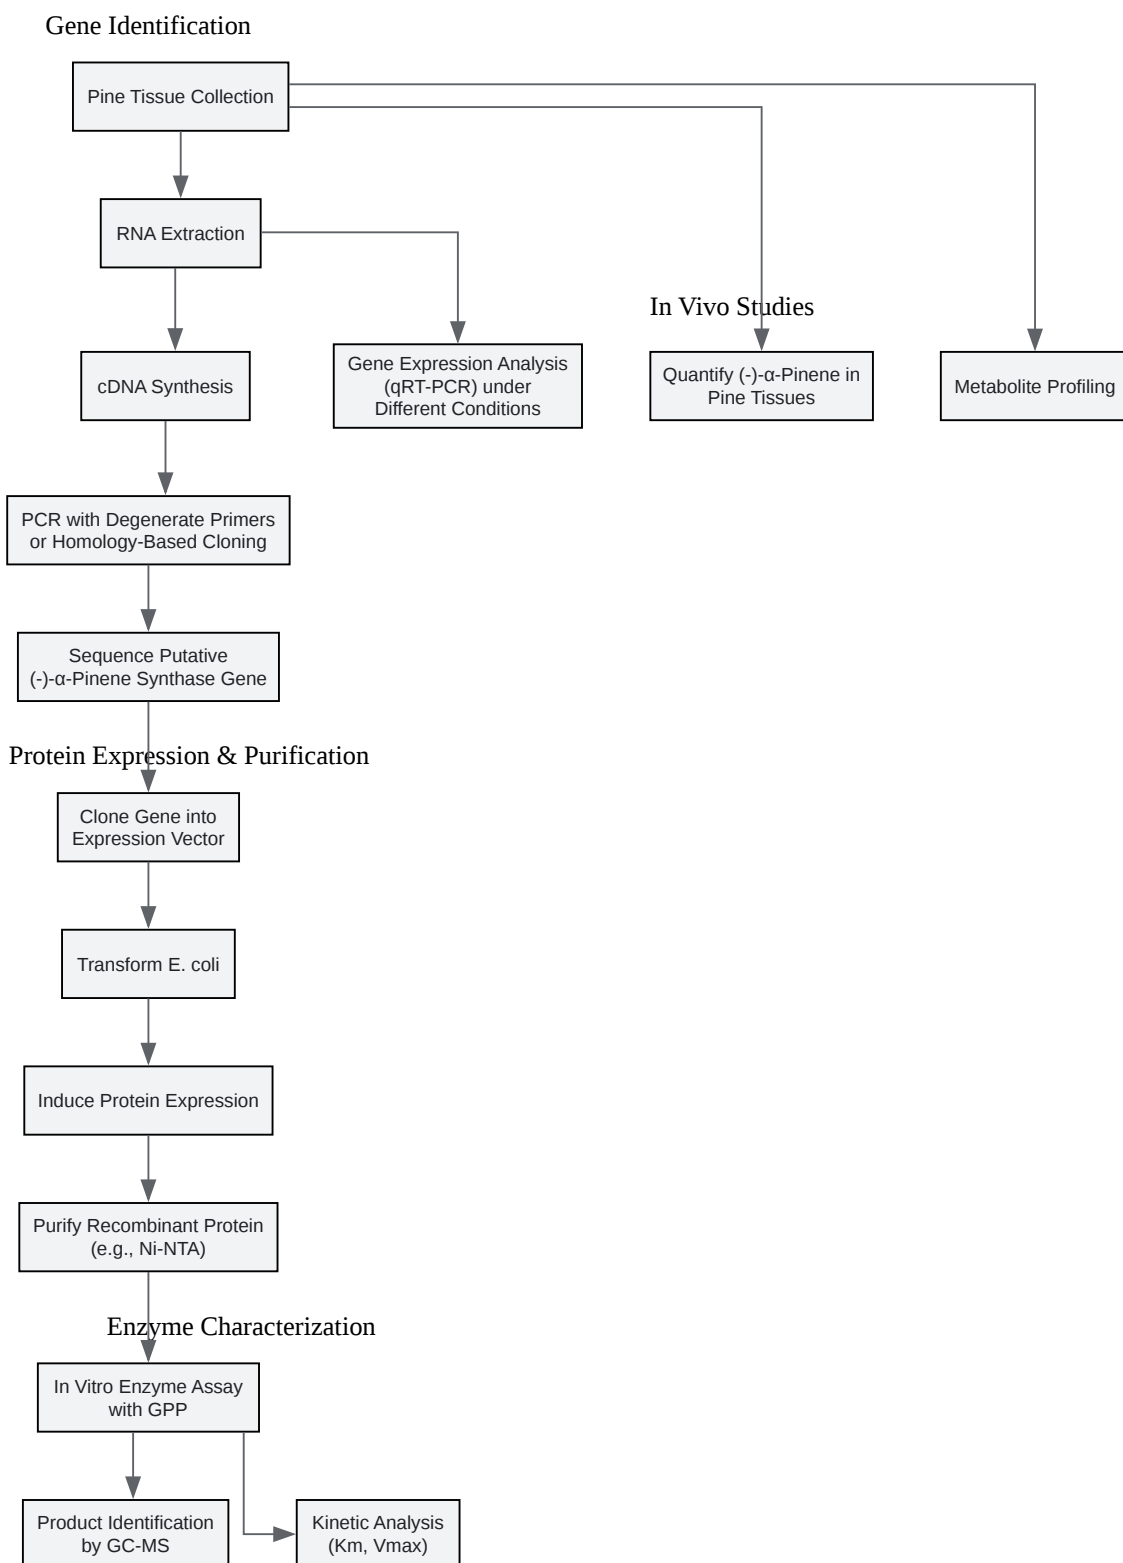 Gene Identification
Pine Tissue Collection
RNA Extraction
In Vivo Studies
cDNA Synthesis
Gene Expression Analysis
(qRT-PCR) under
Different Conditions
Quantify (-)-α-Pinene in
Pine Tissues
Metabolite Profiling
PCR with Degenerate Primers
or Homology-Based Cloning
Sequence Putative
(-)-α-Pinene Synthase Gene
Protein Expression & Purification
Clone Gene into
Expression Vector
Transform E. coli
Induce Protein Expression
Purify Recombinant Protein
(e.g., Ni-NTA)
Enzyme Characterization
In Vitro Enzyme Assay
with GPP
Product Identification
by GC-MS
Kinetic Analysis
(Km, Vmax)